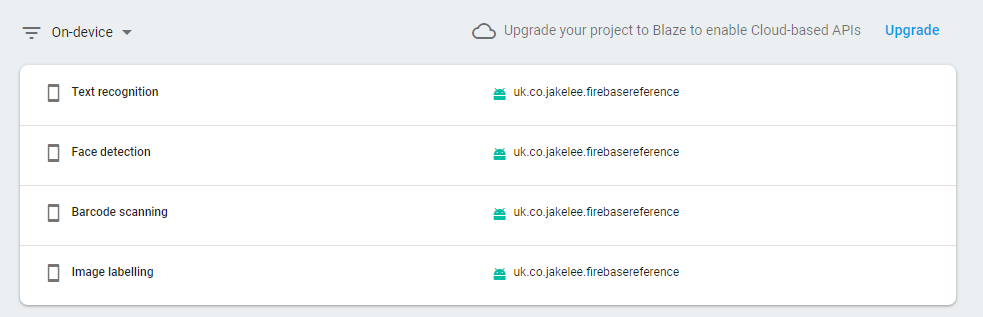 On-device Upgrade your project to Blaze to enable Cloud-based APIs Upgrade
Text recognition uk.co.jakelee.firebasereference
Face detection uk.co.jakelee.firebasereference
Barcode scanning uk.co.jakelee.firebasereference
Image labelling uk.co.jakelee.firebasereference